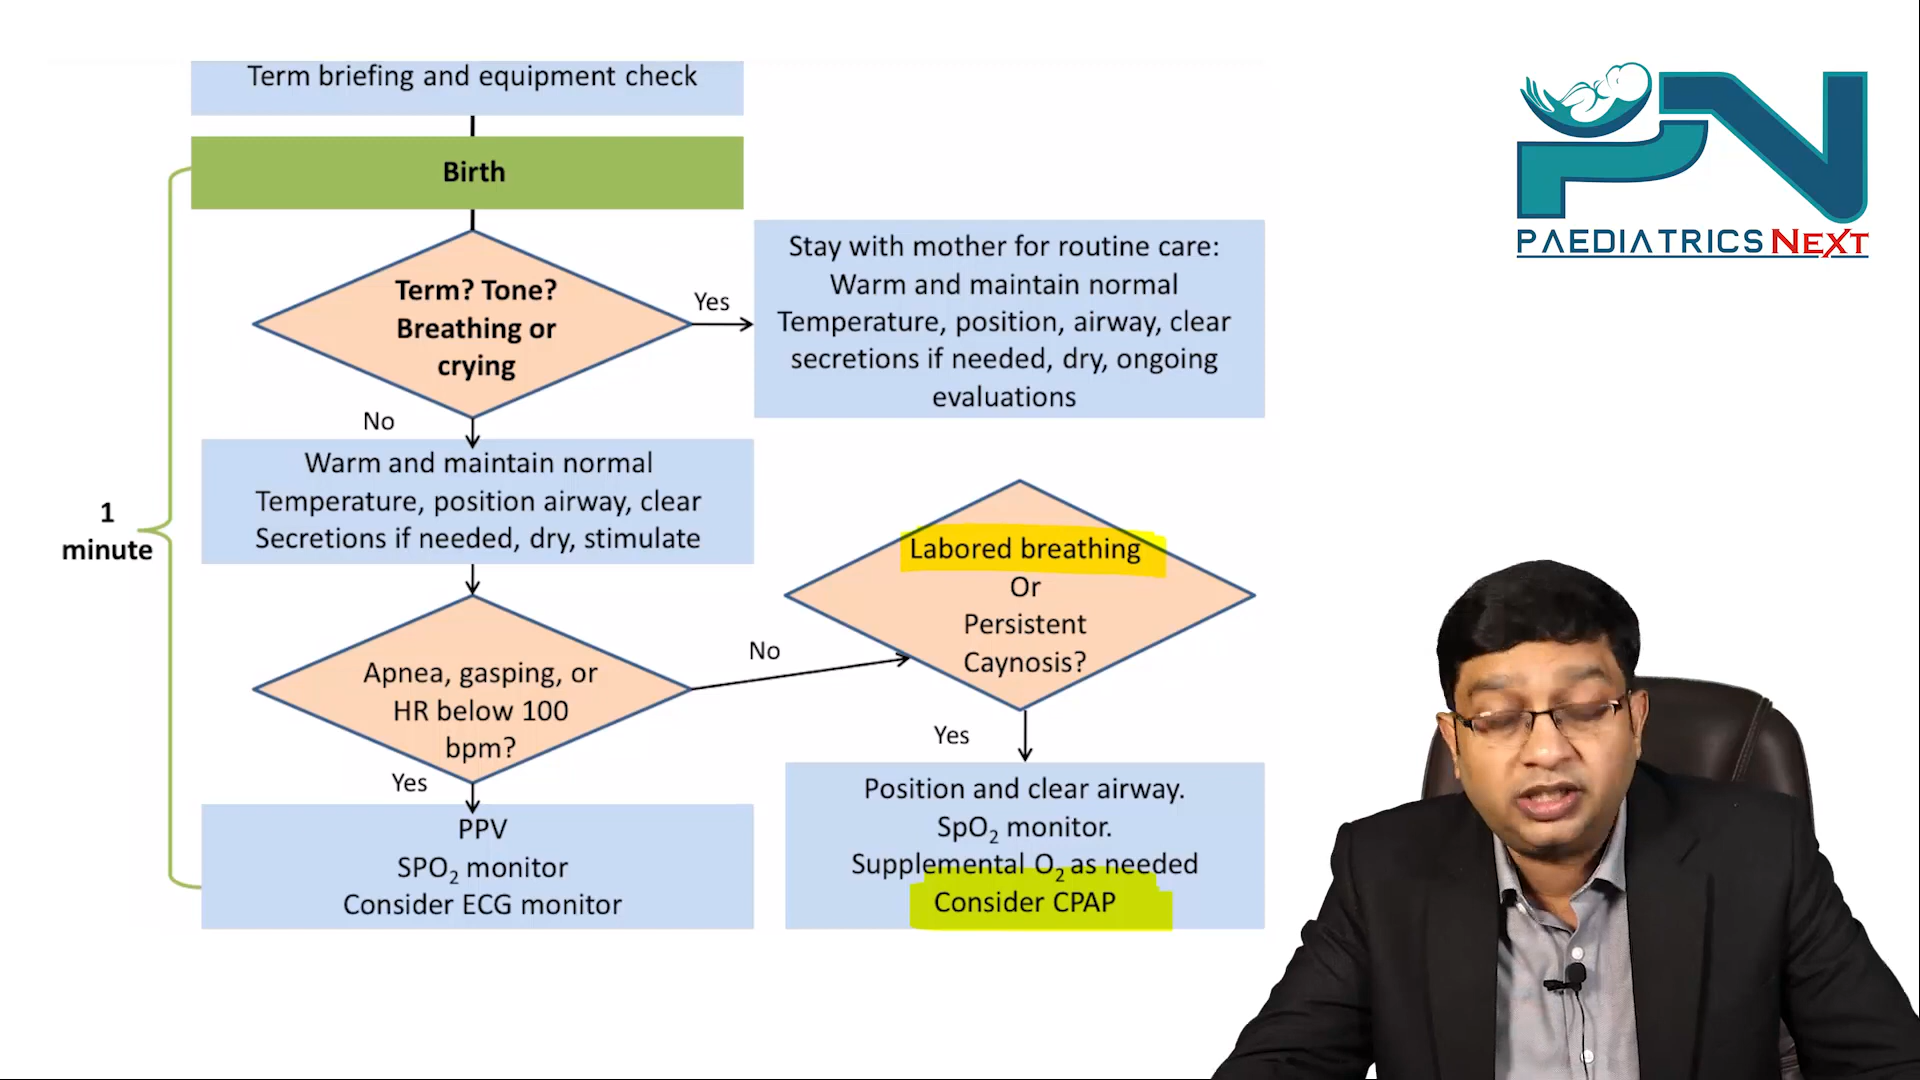 Term briefing and equipment check
Birth
Term? Tone?
Breathing or
crying
Yes
Stay with mother for routine care:
Warm and maintain normal
Temperature, position, airway, clear
secretions if needed, dry, ongoing
evaluations
No
Warm and maintain normal
Temperature, position airway, clear
Secretions if needed, dry, stimulate
1
minute
Apnea, gasping, or
HR below 100
bpm?
No
Labored breathing
Or
Persistent
Caynosis?
Yes
PPV
SPO2 monitor
Consider ECG monitor
Yes
Position and clear airway.
SpO2 monitor.
Supplemental O2 as needed
Consider CPAP
PN
PAEDIATRICS NEXT